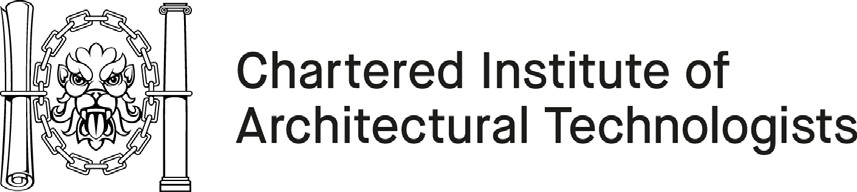 Chartered Institute of
Architectural Technologists